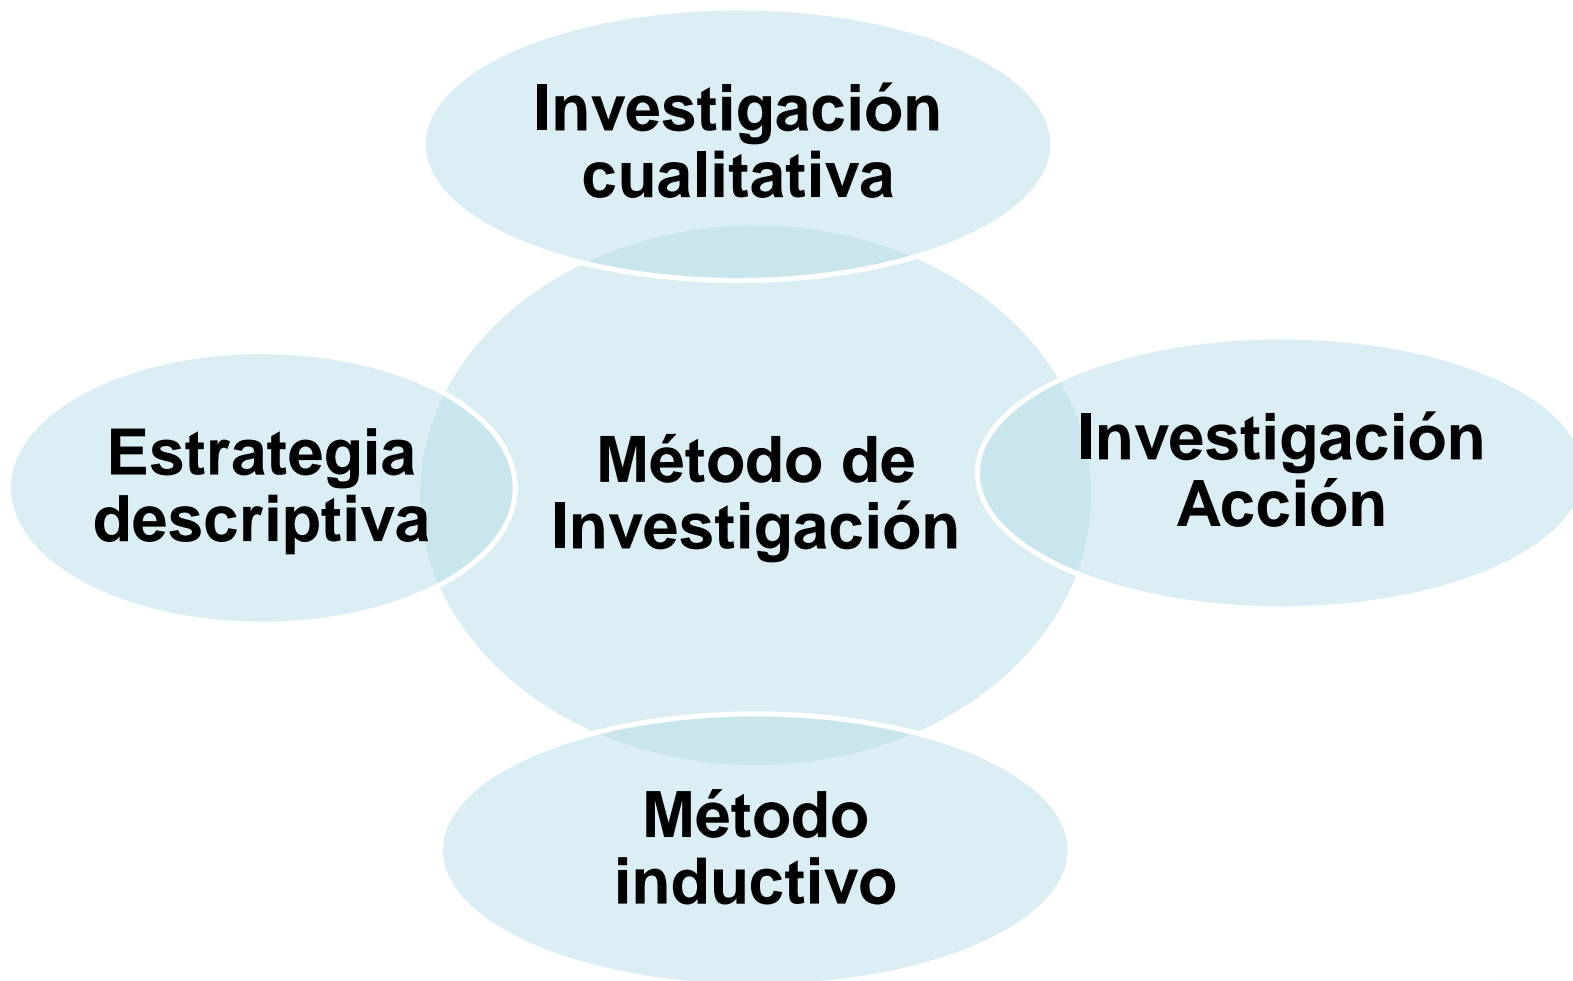 Investigación
cualitativa
Estrategia
descriptiva
Método de
Investigación
Investigación
Acción
Método
inductivo